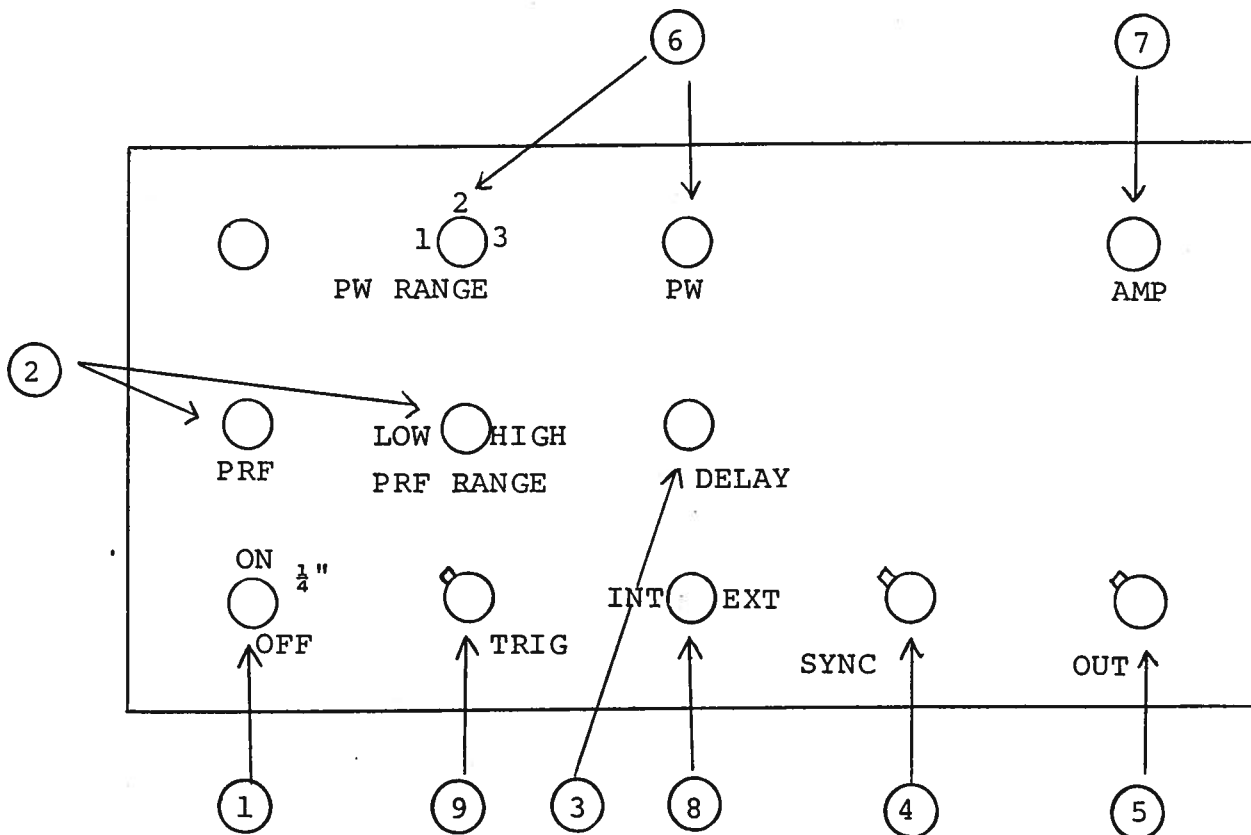 6 7
2
1 3
PW RANGE PW AMP
2
LOW HIGH
PRF PRF RANGE DELAY
ON ¼"
INT EXT
OFF TRIG SYNC OUT
1 9 3 8 4 5